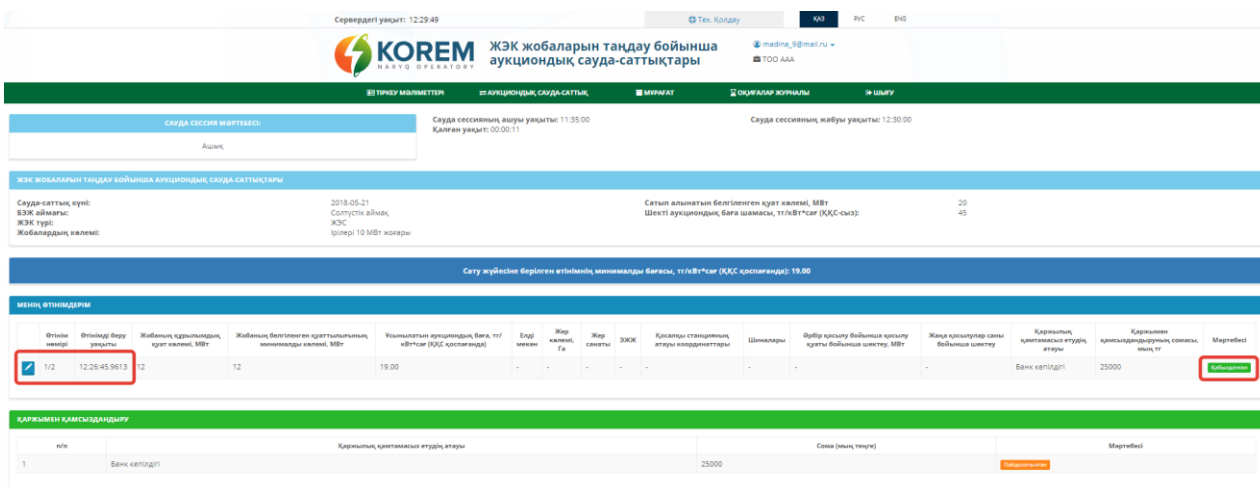 Сервердегі уақыт: 12:29:49
Тех. Қолдау
ҚАЗ РУС ENG
KOREM
NARYQ OPERATORY
ЖЭК жобаларын таңдау бойынша
аукциондық сауда-саттықтары
madina_9@mail.ru
ТОО ААА
ТІРКЕУ МӘЛІМЕТТЕРІ АУКЦИОНДЫҚ САУДА-САТТЫҚ МҰРАҒАТ ОҚИҒАЛАР ЖУРНАЛЫ ШЫҒУ
САУДА СЕССИЯ МӘРТЕБЕСІ:
Ашық
Сауда сессияның ашуы уақыты: 11:35:00
Қалған уақыт: 00:00:11
Сауда сессияның жабуы уақыты: 12:30:00
ЖЭК ЖОБАЛАРЫН ТАҢДАУ БОЙЫНША АУКЦИОНДЫҚ САУДА-САТТЫҚТАРЫ
Сауда-саттық күні: 2018-05-21
БЭЖ аймағы: Солтүстік аймақ
ЖЭК түрі: ЖЭС
Жобалардың көлемі: Ірілері 10 МВт жоғары
Сатып алынатын белгіленген қуат көлемі, МВт 20
Шекті аукциондық баға шамасы, тг/кВт*сағ (ҚҚС-сыз): 45
Сату жүйесіне берілген өтінімнің минималды бағасы, тг/кВт*сағ (ҚҚС қоспағанда): 19.00
МЕНІҢ ӨТІНІМДЕРІМ
Өтінім нөмірі
Өтінімді беру уақыты
Жобаның құрылымдық қуат көлемі, МВт
Жобаның белгіленген қуаттылығының минималды көлемі, МВт
Ұсынылатын аукциондық баға, тг/кВт*сағ (ҚҚС қоспағанда)
Елді мекен
Жер көлемі, Га
Жер санаты
ЭЖЖ
Қосалқы станцияның атауы координаттары
Шиналары
Әрбір қосылу бойынша қосылу қуаты бойынша шектеу, МВт
Жаңа қосылулар саны бойынша шектеу
Қаржылық қамтамасыз етудің атауы
Қаржымен қамсыздандыруның сомасы, мың тг
Мәртебесі
1/2 12:26:45.9613 12 12 19.00 - - - - - - - - Банк кепілдігі 25000 Қабылданған
ҚАРЖЫМЕН ҚАМСЫЗДАНДЫРУ
п/п Қаржылық қамтамасыз етудің атауы Сома (мың теңге) Мәртебесі
1 Банк кепілдігі 25000 Пайдаланылған